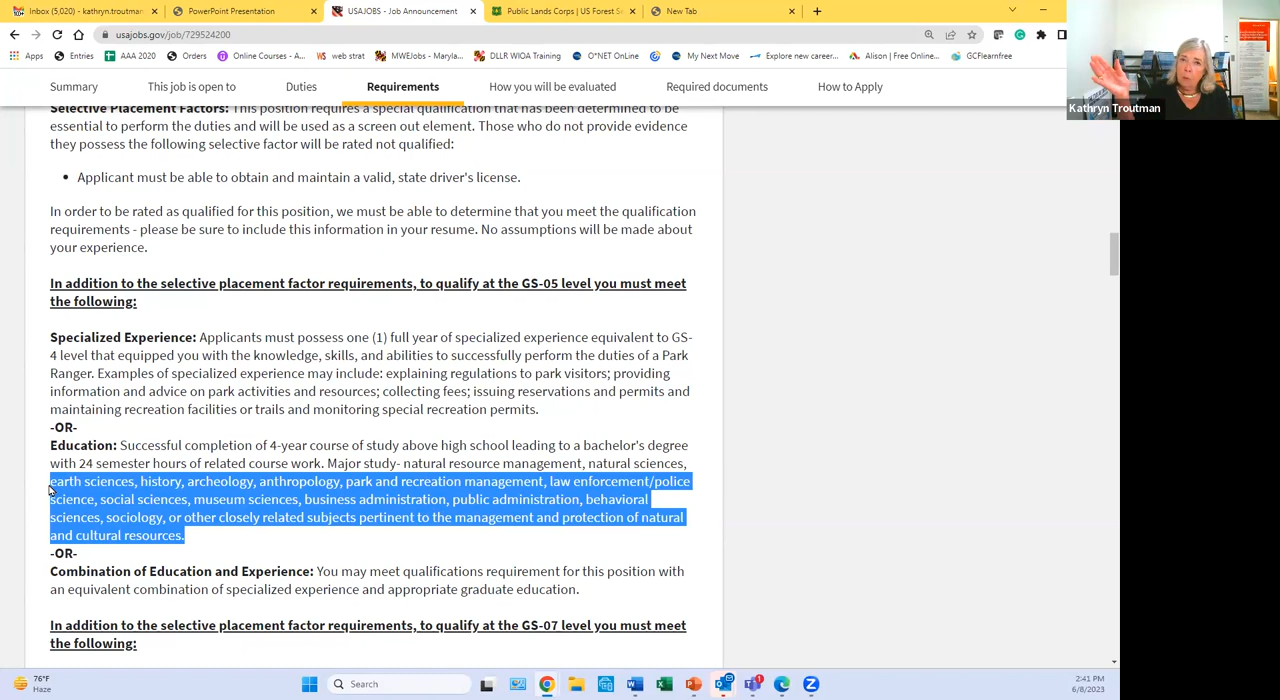 Inbox (5,020) - kathryn.troutman
PowerPoint Presentation
USAJOBS - Job Announcement
Public Lands Corps | US Forest Se
New Tab
usajobs.gov/job/729524200
Apps
Entries
AAA 2020
Orders
Online Courses - A...
web strat
MWEJobs - Maryla...
DLLR WIOA Training
O*NET OnLine
My Next Move
Explore new career...
Alison | Free Online...
GCFlearnfree
Kathryn Troutman
Summary
This job is open to
Duties
Requirements
How you will be evaluated
Required documents
How to Apply
Selective Placement Factors: This position requires a special qualification that has been determined to be
essential to perform the duties and will be used as a screen out element. Those who do not provide evidence
they possess the following selective factor will be rated not qualified:
• Applicant must be able to obtain and maintain a valid, state driver's license.
In order to be rated as qualified for this position, we must be able to determine that you meet the qualification
requirements - please be sure to include this information in your resume. No assumptions will be made about
your experience.
In addition to the selective placement factor requirements, to qualify at the GS-05 level you must meet
the following:
Specialized Experience: Applicants must possess one (1) full year of specialized experience equivalent to GS-
4 level that equipped you with the knowledge, skills, and abilities to successfully perform the duties of a Park
Ranger. Examples of specialized experience may include: explaining regulations to park visitors; providing
information and advice on park activities and resources; collecting fees; issuing reservations and permits and
maintaining recreation facilities or trails and monitoring special recreation permits.
-OR-
Education: Successful completion of 4-year course of study above high school leading to a bachelor's degree
with 24 semester hours of related course work. Major study- natural resource management, natural sciences,
earth sciences, history, archeology, anthropology, park and recreation management, law enforcement/police
science, social sciences, museum sciences, business administration, public administration, behavioral
sciences, sociology, or other closely related subjects pertinent to the management and protection of natural
and cultural resources.
-OR-
Combination of Education and Experience: You may meet qualifications requirement for this position with
an equivalent combination of specialized experience and appropriate graduate education.
In addition to the selective placement factor requirements, to qualify at the GS-07 level you must meet
the following:
76°F
Haze
Search
2:41 PM
6/8/2023